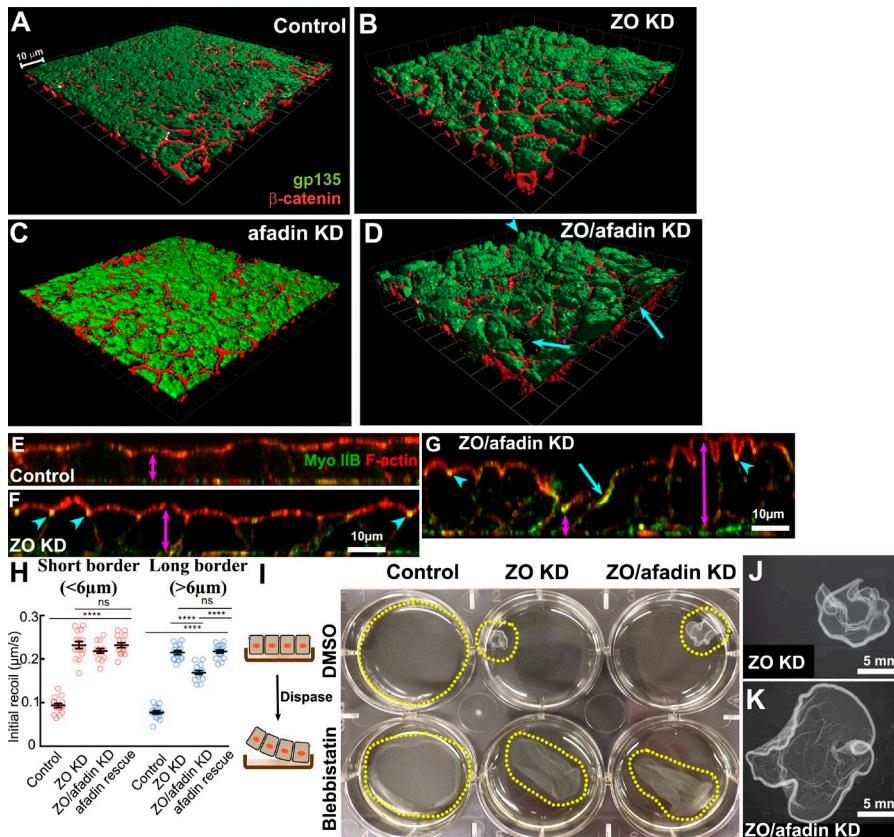 A
Control
10 μm
gp135
β-catenin
B
ZO KD
C
afadin KD
D
ZO/afadin KD
E
Control
Myo IIB F-actin
F
ZO KD
10μm
G
ZO/afadin KD
10μm
H
Short border
(<6μm)
Long border
(>6μm)
ns
ns
****
****
****
****
Initial recoil (μm/s)
0.3
0.2
0.1
0
Control
ZO KD
ZO/afadin KD
afadin rescue
Control
ZO KD
ZO/afadin KD
afadin rescue
I
Control
ZO KD
ZO/afadin KD
Dispase
DMSO
Blebbistatin
J
ZO KD
5 mm
K
ZO/afadin KD
5 mm